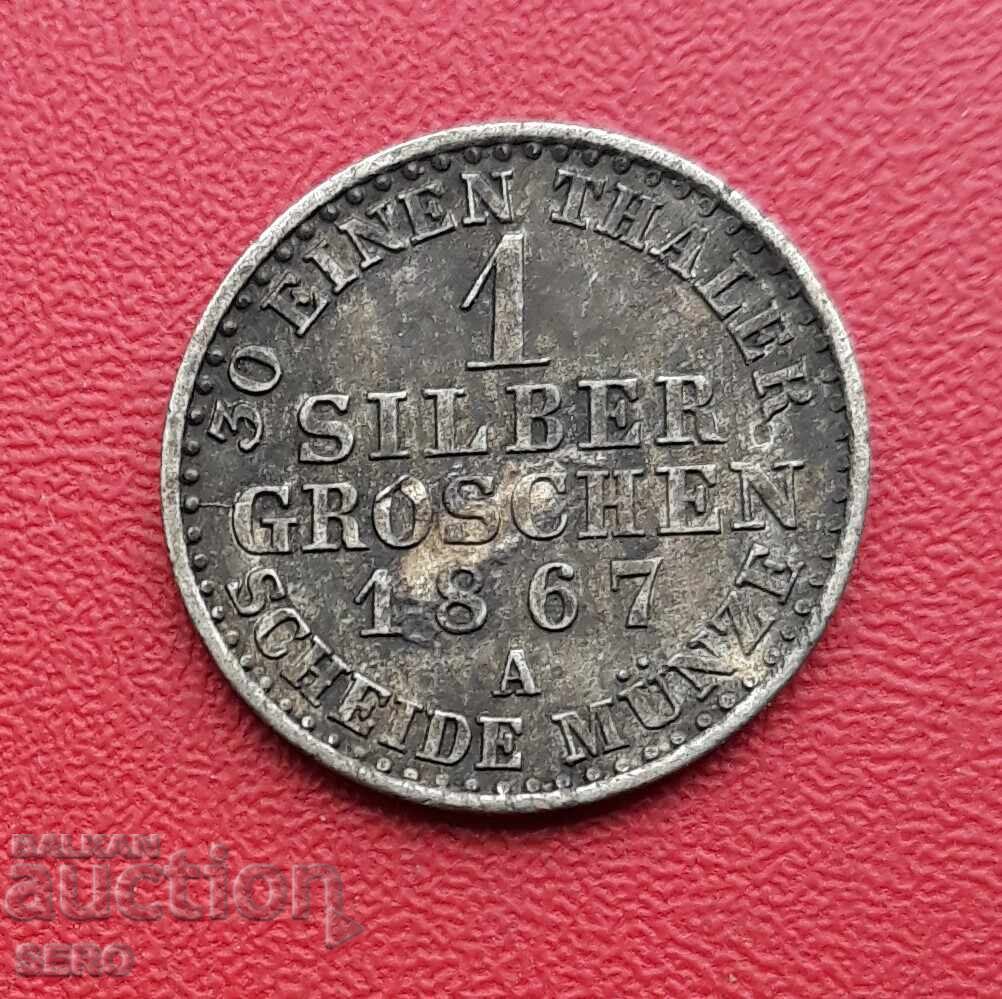 30 EINEN THALER
1
SILBER
GROSCHEN
1867
A
SCHEIDE MÜNZE
BALKAN
auction
SERO